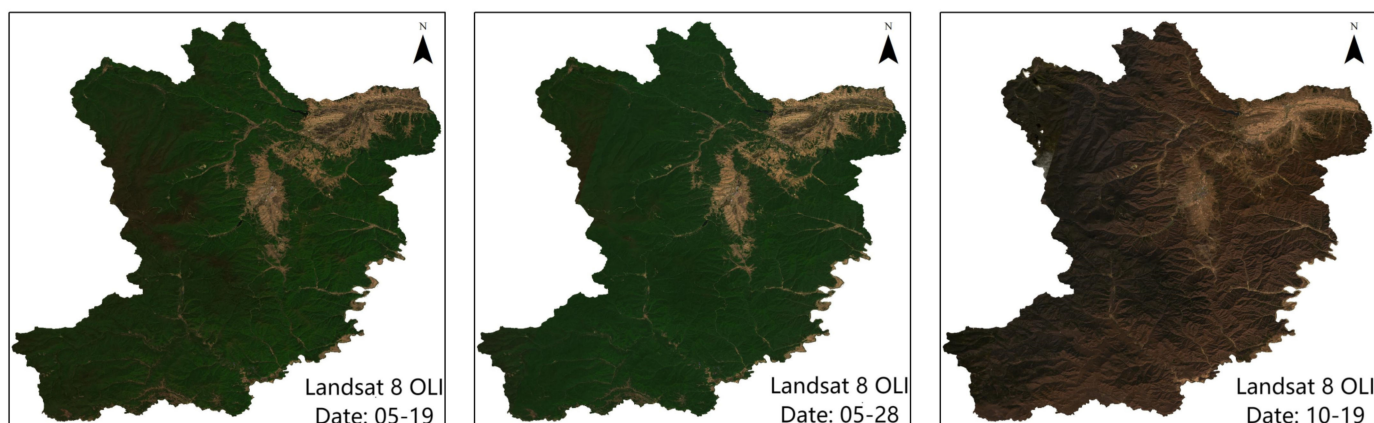 N
Landsat 8 OLI
Date: 05-19
N
Landsat 8 OLI
Date: 05-28
N
Landsat 8 OLI
Date: 10-19